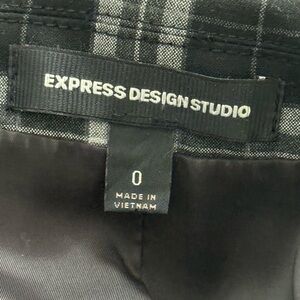 EXPRESS DESIGN STUDIO
0
MADE IN
VIETNAM